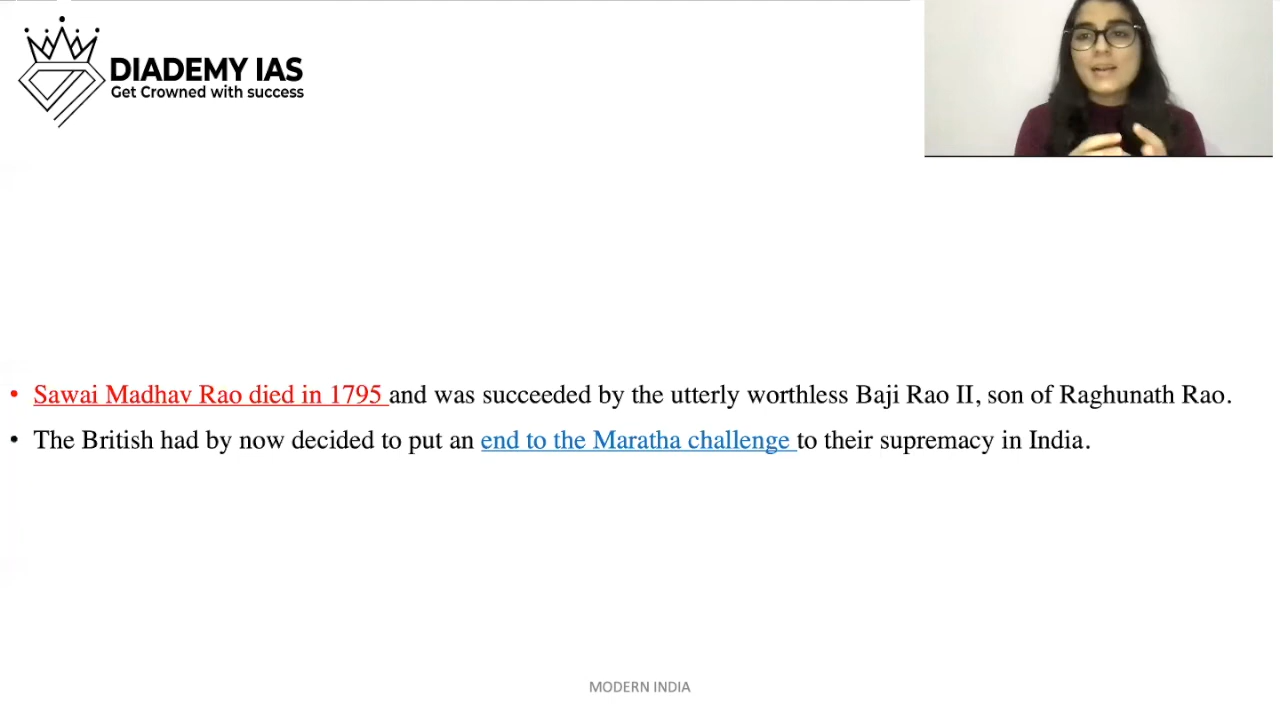 DIADEMY IAS
Get Crowned with success
• Sawai Madhav Rao died in 1795 and was succeeded by the utterly worthless Baji Rao II, son of Raghunath Rao.
• The British had by now decided to put an end to the Maratha challenge to their supremacy in India.
MODERN INDIA